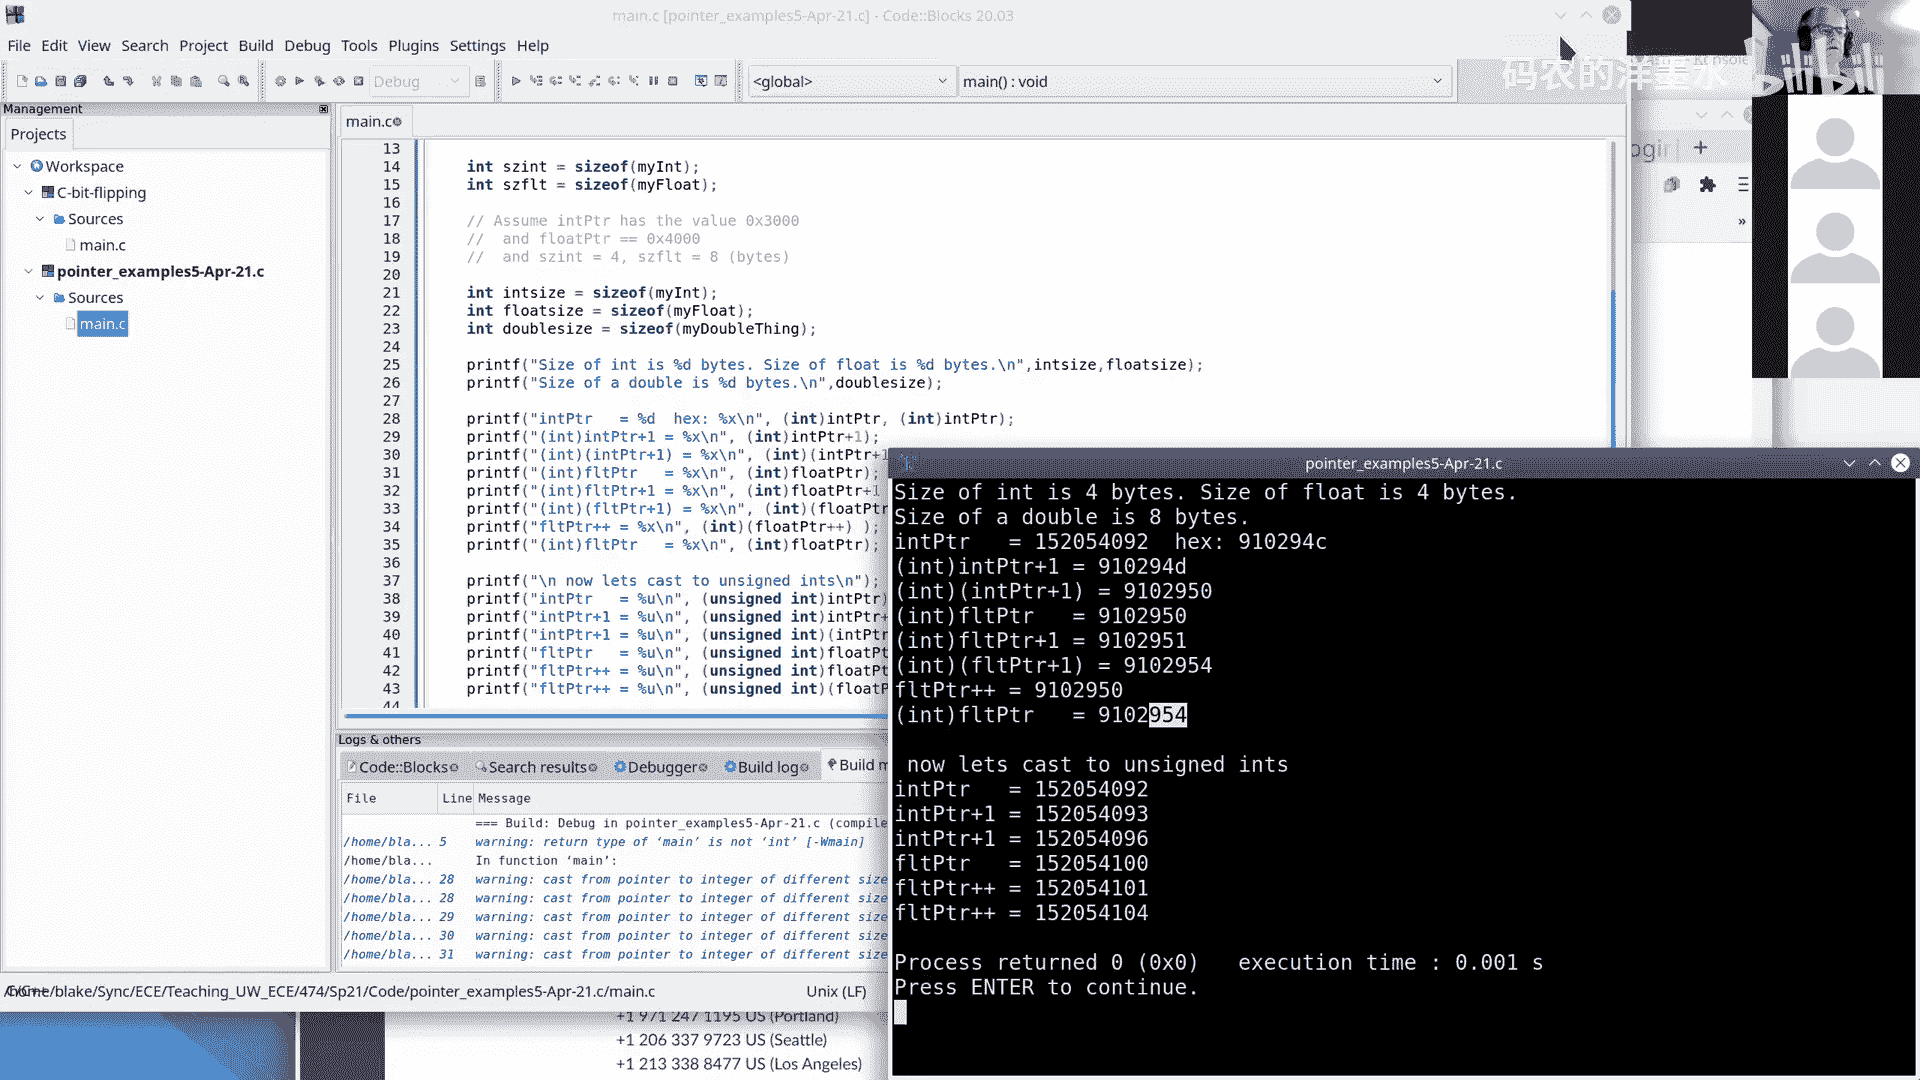 main.c [pointer_examples5-Apr-21.c] - Code::Blocks 20.03
File Edit View Search Project Build Debug Tools Plugins Settings Help
Debug
<global>
main() : void
码农的洋墨水 bilibili
Management
Projects
Workspace
C-bit-flipping
Sources
main.c
pointer_examples5-Apr-21.c
Sources
main.c
main.c
13
14 int szint = sizeof(myInt);
15 int szflt = sizeof(myFloat);
16
17 // Assume intPtr has the value 0x3000
18 //  and floatPtr == 0x4000
19 //  and szint = 4, szflt = 8 (bytes)
20
21 int intsize = sizeof(myInt);
22 int floatsize = sizeof(myFloat);
23 int doublesize = sizeof(myDoubleThing);
24
25 printf("Size of int is %d bytes. Size of float is %d bytes.\n",intsize,floatsize);
26 printf("Size of a double is %d bytes.\n",doublesize);
27
28 printf("intPtr   = %d  hex: %x\n", (int)intPtr, (int)intPtr);
29 printf("(int)intPtr+1 = %x\n", (int)intPtr+1);
30 printf("(int)(intPtr+1) = %x\n", (int)(intPtr+1
31 printf("(int)fltPtr   = %x\n", (int)floatPtr);
32 printf("(int)fltPtr+1 = %x\n", (int)floatPtr+1
33 printf("(int)(fltPtr+1) = %x\n", (int)(floatPtr
34 printf("fltPtr++ = %x\n", (int)(floatPtr++) );
35 printf("(int)fltPtr   = %x\n", (int)floatPtr);
36
37 printf("\n now lets cast to unsigned ints\n");
38 printf("intPtr   = %u\n", (unsigned int)intPtr)
39 printf("intPtr+1 = %u\n", (unsigned int)intPtr+
40 printf("intPtr+1 = %u\n", (unsigned int)(intPtr
41 printf("fltPtr   = %u\n", (unsigned int)floatPt
42 printf("fltPtr++ = %u\n", (unsigned int)floatPt
43 printf("fltPtr++ = %u\n", (unsigned int)(floatP
44
Logs & others
Code::Blocks Search results Debugger Build log Build m
File Line Message
=== Build: Debug in pointer_examples5-Apr-21.c (compile
/home/bla... 5 warning: return type of ‘main’ is not ‘int’ [-Wmain]
/home/bla... In function ‘main’:
/home/bla... 28 warning: cast from pointer to integer of different size
/home/bla... 28 warning: cast from pointer to integer of different size
/home/bla... 29 warning: cast from pointer to integer of different size
/home/bla... 30 warning: cast from pointer to integer of different size
/home/bla... 31 warning: cast from pointer to integer of different size
/home/blake/Sync/ECE/Teaching_UW_ECE/474/Sp21/Code/pointer_examples5-Apr-21.c/main.c Unix (LF)
+1 971 247 1195 US (Portland)
+1 206 337 9723 US (Seattle)
+1 213 338 8477 US (Los Angeles)
pointer_examples5-Apr-21.c
Size of int is 4 bytes. Size of float is 4 bytes.
Size of a double is 8 bytes.
intPtr   = 152054092  hex: 910294c
(int)intPtr+1 = 910294d
(int)(intPtr+1) = 9102950
(int)fltPtr   = 9102950
(int)fltPtr+1 = 9102951
(int)(fltPtr+1) = 9102954
fltPtr++ = 9102950
(int)fltPtr   = 9102954
now lets cast to unsigned ints
intPtr   = 152054092
intPtr+1 = 152054093
intPtr+1 = 152054096
fltPtr   = 152054100
fltPtr++ = 152054101
fltPtr++ = 152054104
Process returned 0 (0x0)   execution time : 0.001 s
Press ENTER to continue.